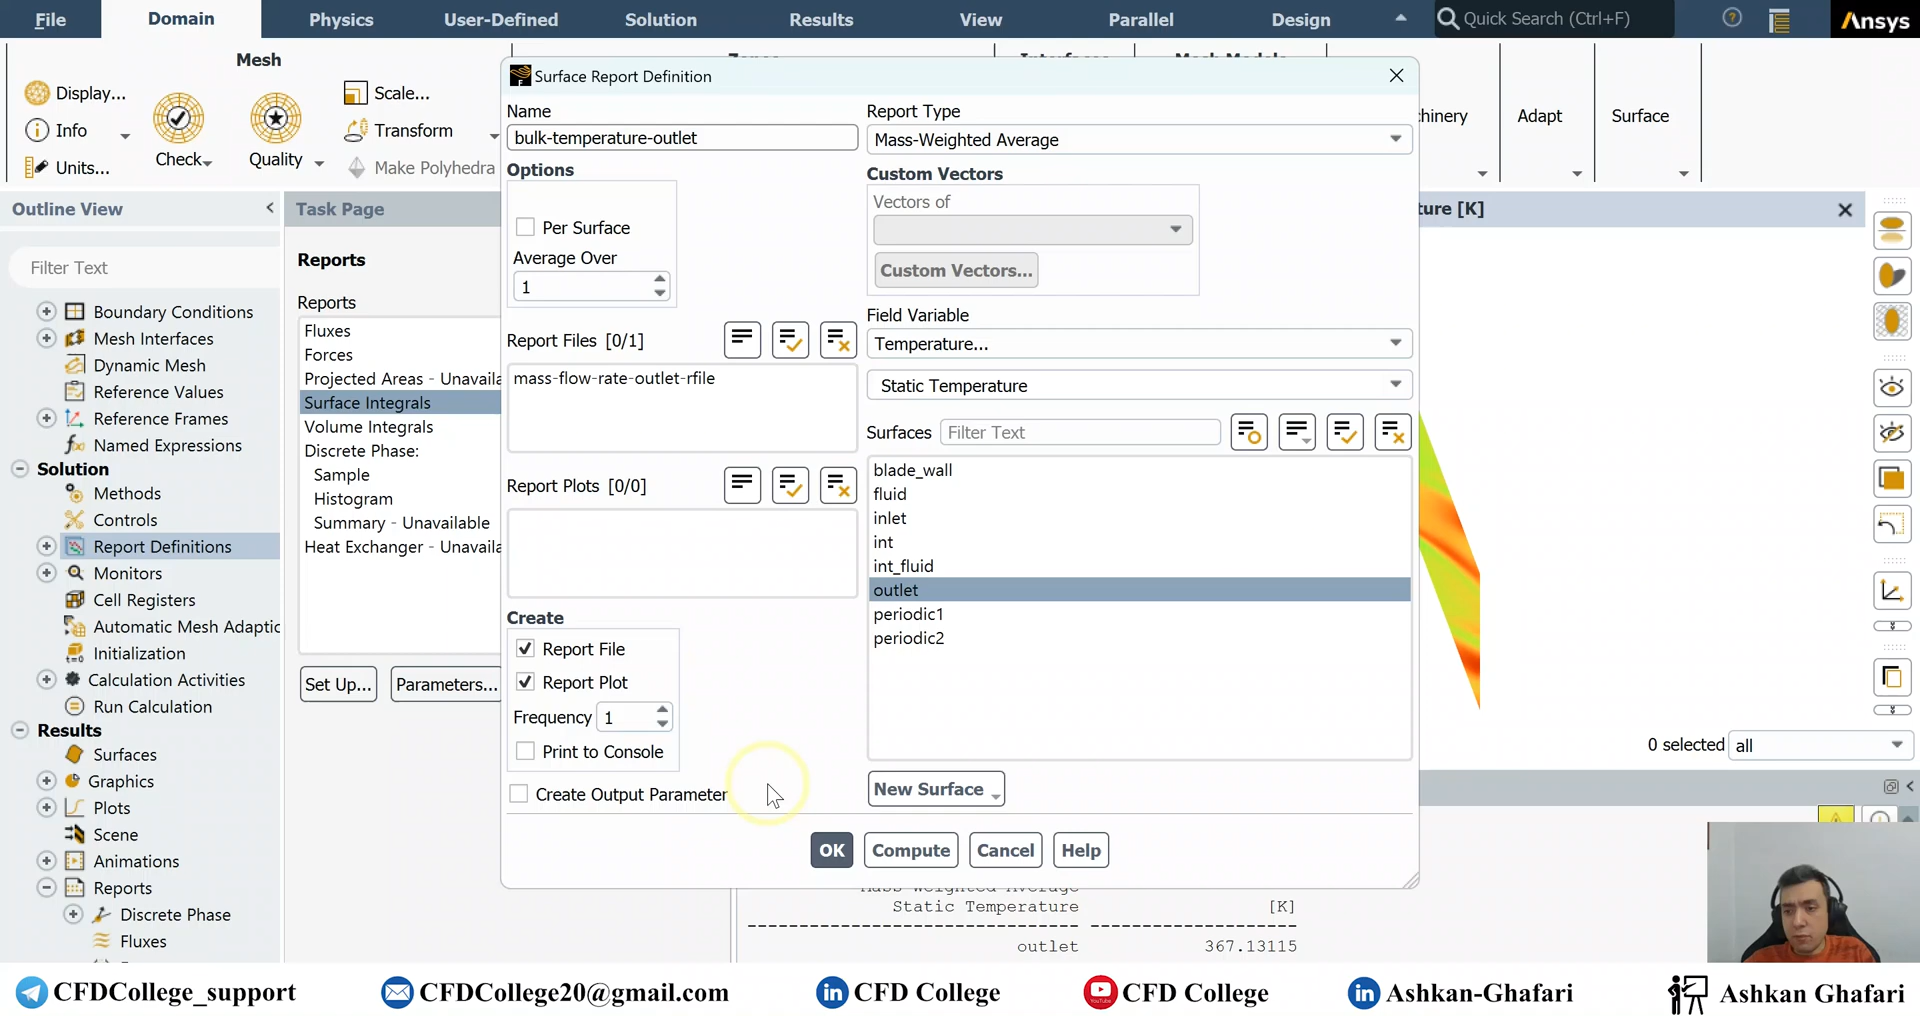 File
Domain
Physics
User-Defined
Solution
Results
View
Parallel
Design
Quick Search (Ctrl+F)
Ansys
Mesh
Display...
Info
Units...
Check
Quality
Scale...
Transform
Make Polyhedra
Adapt
Surface
Outline View
Filter Text
Boundary Conditions
Mesh Interfaces
Dynamic Mesh
Reference Values
Reference Frames
Named Expressions
Solution
Methods
Controls
Report Definitions
Monitors
Cell Registers
Automatic Mesh Adaptic
Initialization
Calculation Activities
Run Calculation
Results
Surfaces
Graphics
Plots
Scene
Animations
Reports
Discrete Phase
Fluxes
Task Page
Reports
Reports
Fluxes
Forces
Projected Areas - Unavaila
Surface Integrals
Volume Integrals
Discrete Phase:
Sample
Histogram
Summary - Unavailable
Heat Exchanger - Unavaila
Set Up...
Parameters...
Surface Report Definition
Name
bulk-temperature-outlet
Options
Per Surface
Average Over
1
Report Files [0/1]
mass-flow-rate-outlet-rfile
Report Plots [0/0]
Create
Report File
Report Plot
Frequency 1
Print to Console
Create Output Parameter
Report Type
Mass-Weighted Average
Custom Vectors
Vectors of
Custom Vectors...
Field Variable
Temperature...
Static Temperature
Surfaces
Filter Text
blade_wall
fluid
inlet
int
int_fluid
outlet
periodic1
periodic2
New Surface
OK
Compute
Cancel
Help
ture [K]
0 selected
all
Static Temperature [K]
outlet 367.13115
CFDCollege_support
CFDCollege20@gmail.com
CFD College
CFD College
Ashkan-Ghafari
Ashkan Ghafari